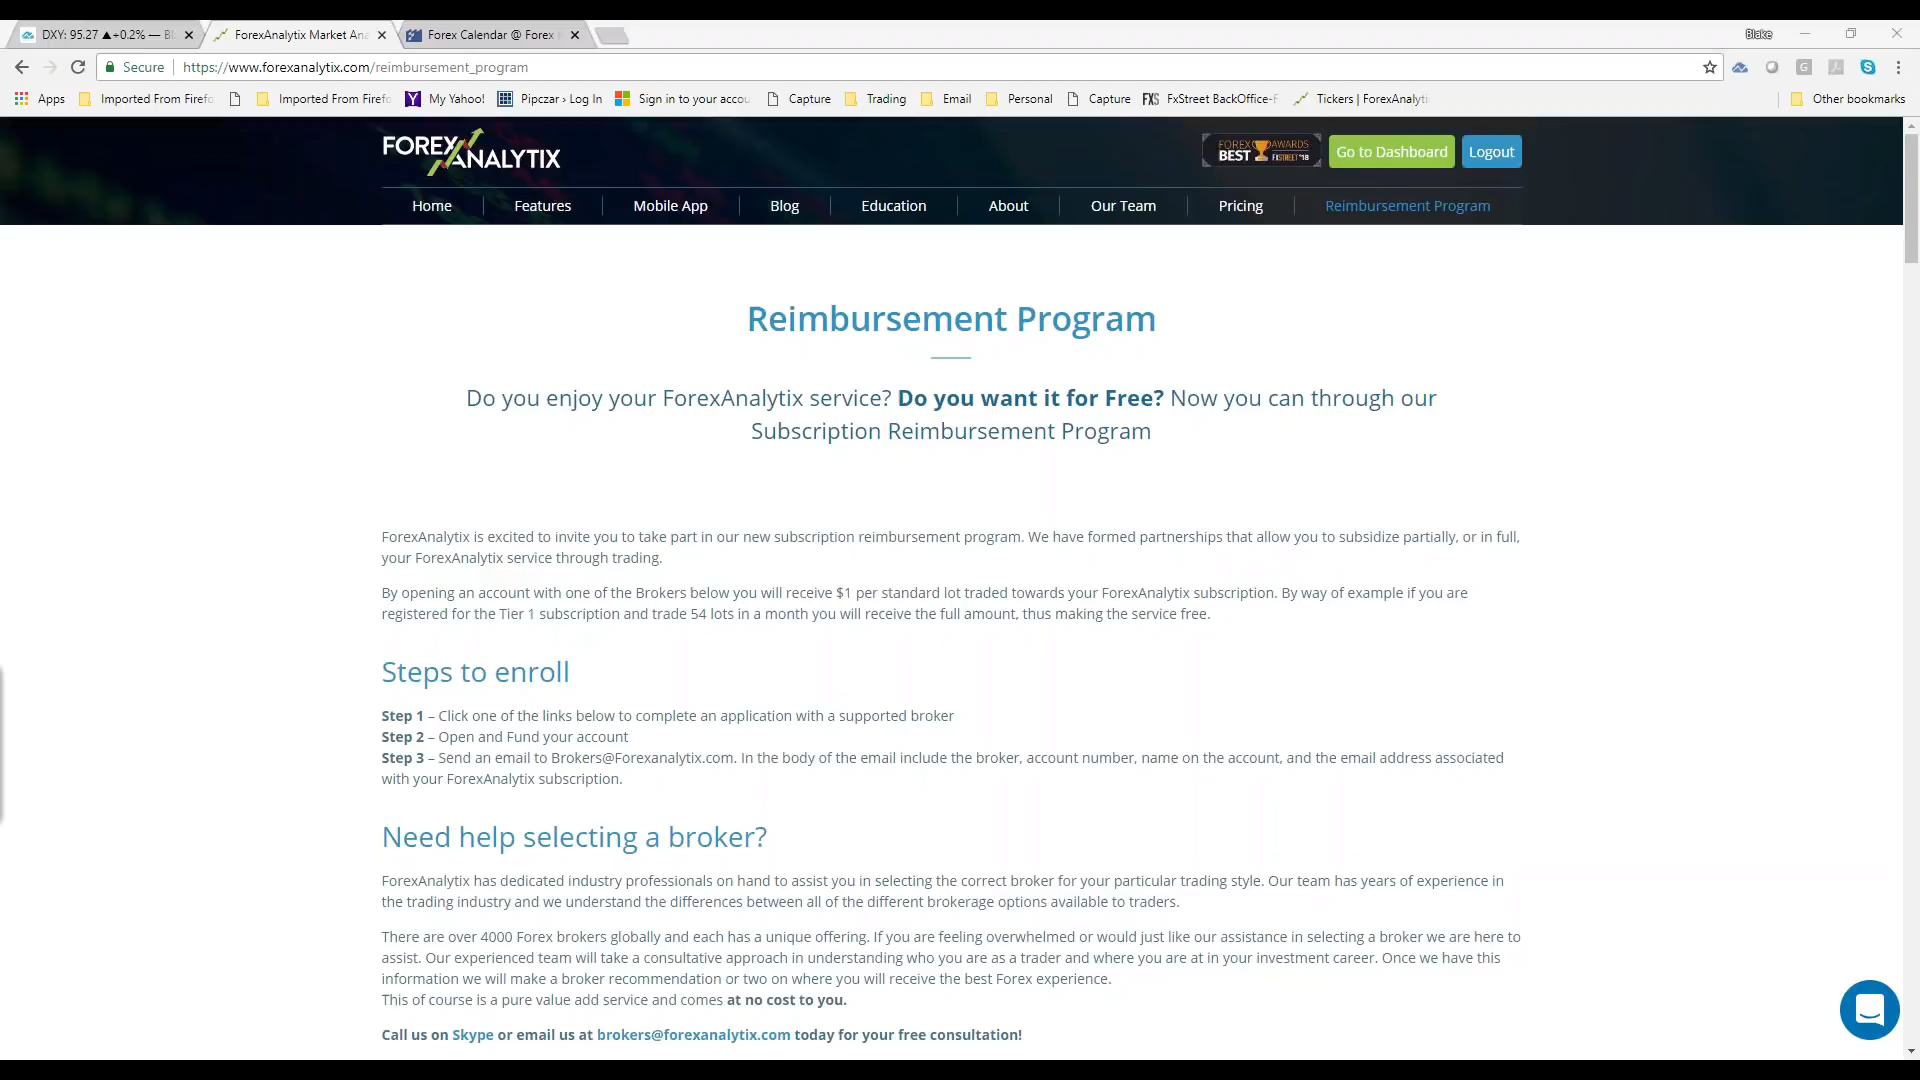 DXY: 95.27 ▲+0.2% —
ForexAnalytix Market Ana
Forex Calendar @ Forex
Blake
Secure
https://www.forexanalytix.com/reimbursement_program
Apps
Imported From Firefo
Imported From Firefo
My Yahoo!
Pipczar › Log In
Sign in to your accou
Capture
Trading
Email
Personal
Capture
FXS FxStreet BackOffice-F
Tickers | ForexAnalyti
Other bookmarks
FOREX ANALYTIX
FOREX AWARDS
BEST FXSTREET '18
Go to Dashboard
Logout
Home
Features
Mobile App
Blog
Education
About
Our Team
Pricing
Reimbursement Program
Reimbursement Program
Do you enjoy your ForexAnalytix service? Do you want it for Free? Now you can through our
Subscription Reimbursement Program
ForexAnalytix is excited to invite you to take part in our new subscription reimbursement program. We have formed partnerships that allow you to subsidize partially, or in full,
your ForexAnalytix service through trading.
By opening an account with one of the Brokers below you will receive $1 per standard lot traded towards your ForexAnalytix subscription. By way of example if you are
registered for the Tier 1 subscription and trade 54 lots in a month you will receive the full amount, thus making the service free.
Steps to enroll
Step 1 – Click one of the links below to complete an application with a supported broker
Step 2 – Open and Fund your account
Step 3 – Send an email to Brokers@Forexanalytix.com. In the body of the email include the broker, account number, name on the account, and the email address associated
with your ForexAnalytix subscription.
Need help selecting a broker?
ForexAnalytix has dedicated industry professionals on hand to assist you in selecting the correct broker for your particular trading style. Our team has years of experience in
the trading industry and we understand the differences between all of the different brokerage options available to traders.
There are over 4000 Forex brokers globally and each has a unique offering. If you are feeling overwhelmed or would just like our assistance in selecting a broker we are here to
assist. Our experienced team will take a consultative approach in understanding who you are as a trader and where you are at in your investment career. Once we have this
information we will make a broker recommendation or two on where you will receive the best Forex experience.
This of course is a pure value add service and comes at no cost to you.
Call us on Skype or email us at brokers@forexanalytix.com today for your free consultation!